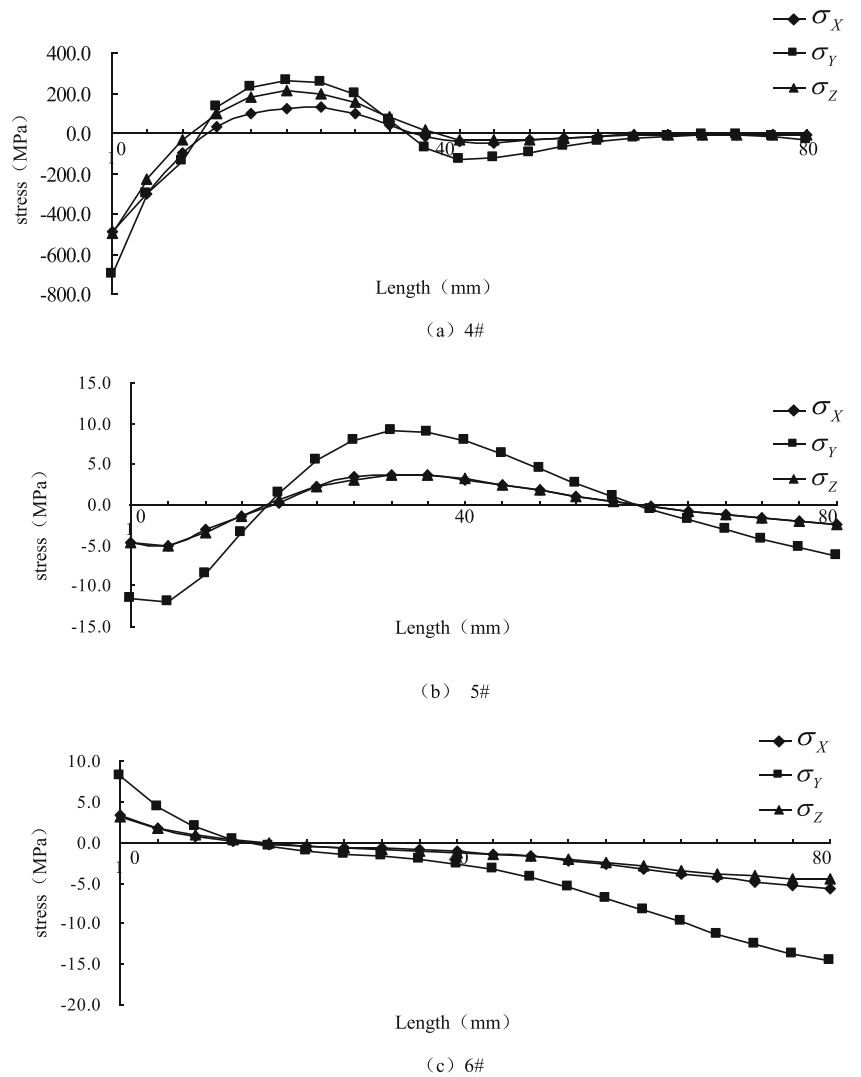 σX
σY
σZ
400.0
200.0
0.0
-200.0
-400.0
-600.0
-800.0
stress（MPa）
0
40
80
Length（mm）
（a）4#
15.0
10.0
5.0
0.0
-5.0
-10.0
-15.0
stress（MPa）
σX
σY
σZ
0
40
80
Length（mm）
（b） 5#
10.0
5.0
0.0
-5.0
-10.0
-15.0
-20.0
stress（MPa）
σX
σY
σZ
0
40
80
Length（mm）
（c）6#